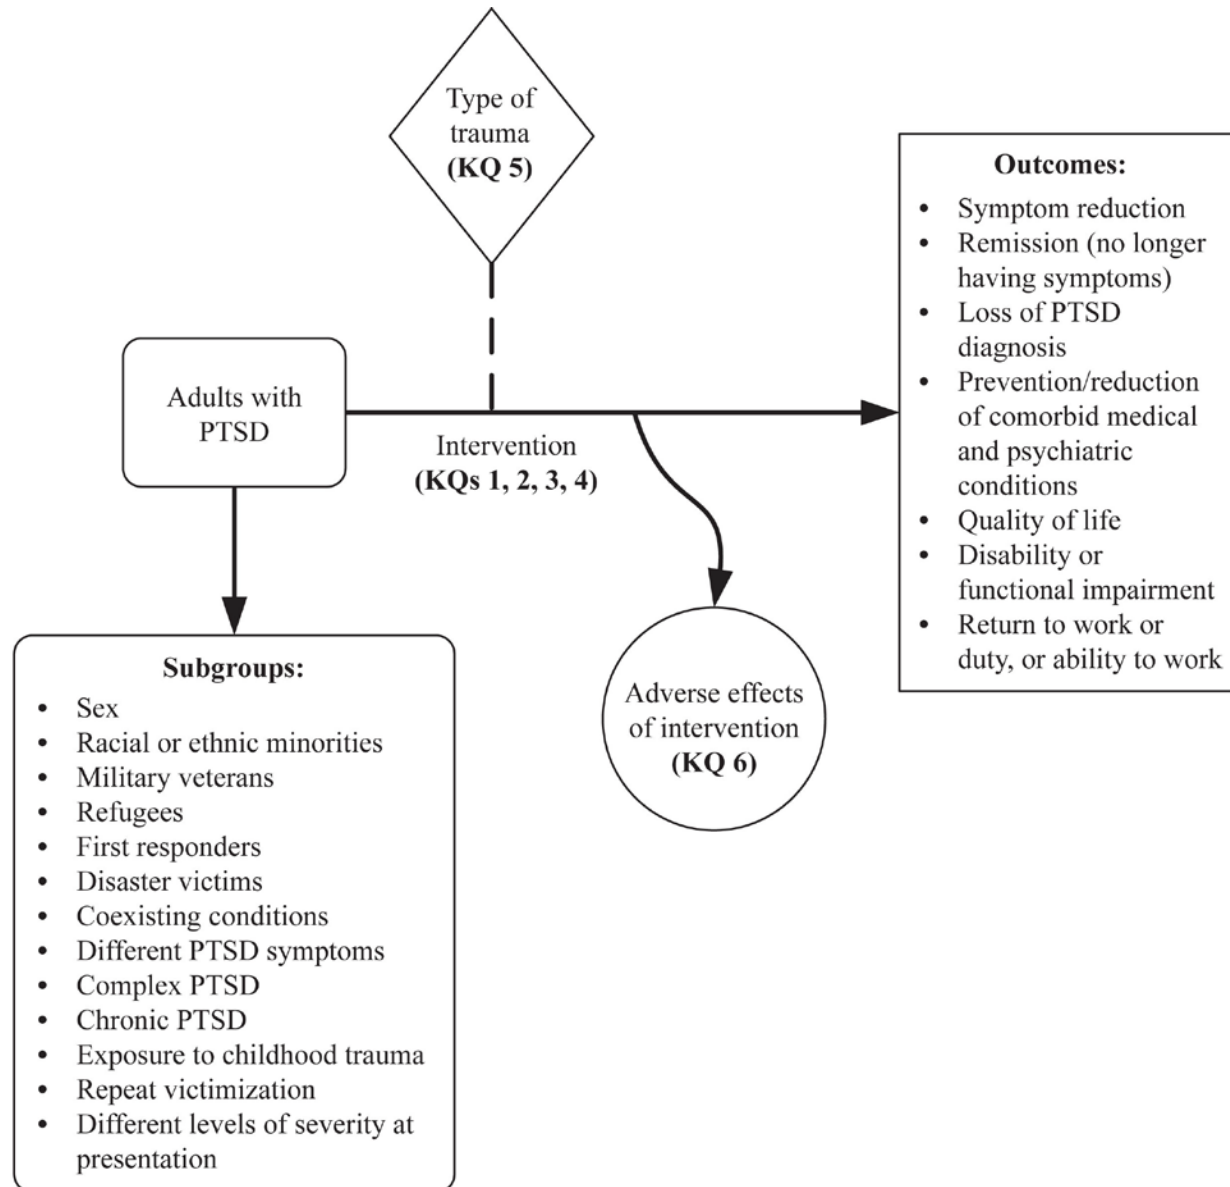 Type of
trauma
(KQ 5)
Adults with
PTSD
Intervention
(KQs 1, 2, 3, 4)
Outcomes:
• Symptom reduction
• Remission (no longer
having symptoms)
• Loss of PTSD
diagnosis
• Prevention/reduction
of comorbid medical
and psychiatric
conditions
• Quality of life
• Disability or
functional impairment
• Return to work or
duty, or ability to work
Adverse effects
of intervention
(KQ 6)
Subgroups:
• Sex
• Racial or ethnic minorities
• Military veterans
• Refugees
• First responders
• Disaster victims
• Coexisting conditions
• Different PTSD symptoms
• Complex PTSD
• Chronic PTSD
• Exposure to childhood trauma
• Repeat victimization
• Different levels of severity at
presentation